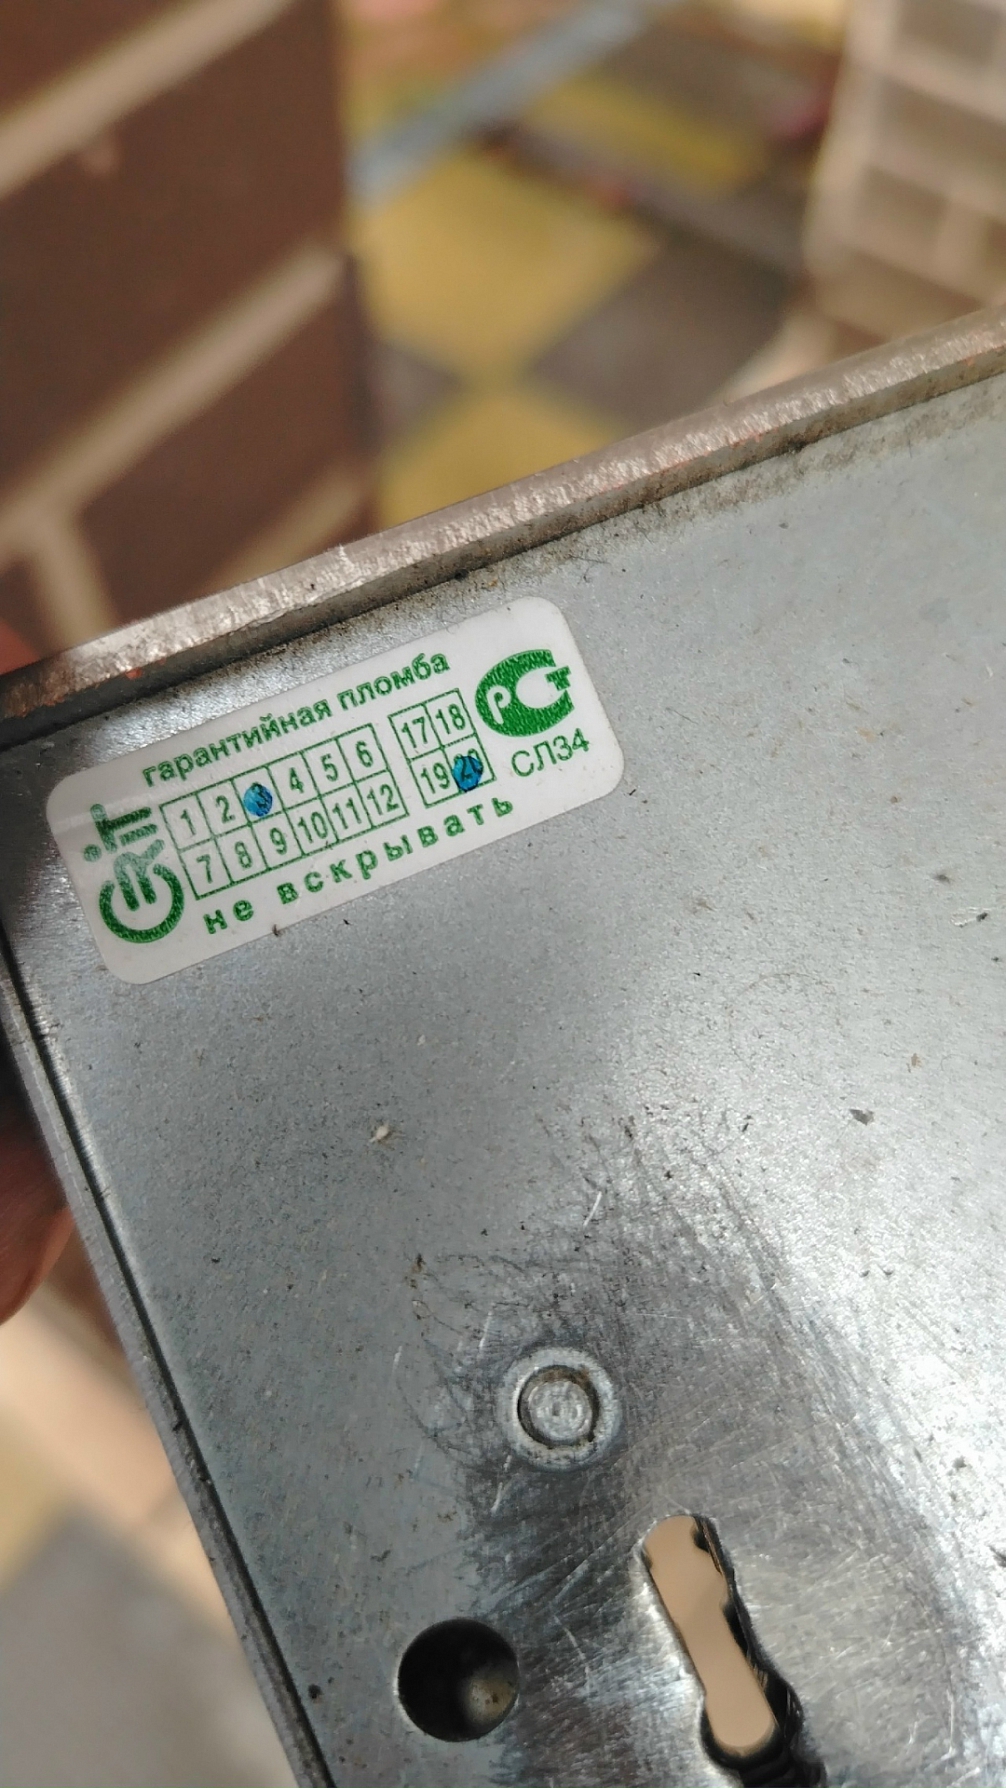 гарантийная пломба
1 2 3 4 5 6 17 18
7 8 9 10 11 12 19 20
не вскрывать
РСТ
СЛ34